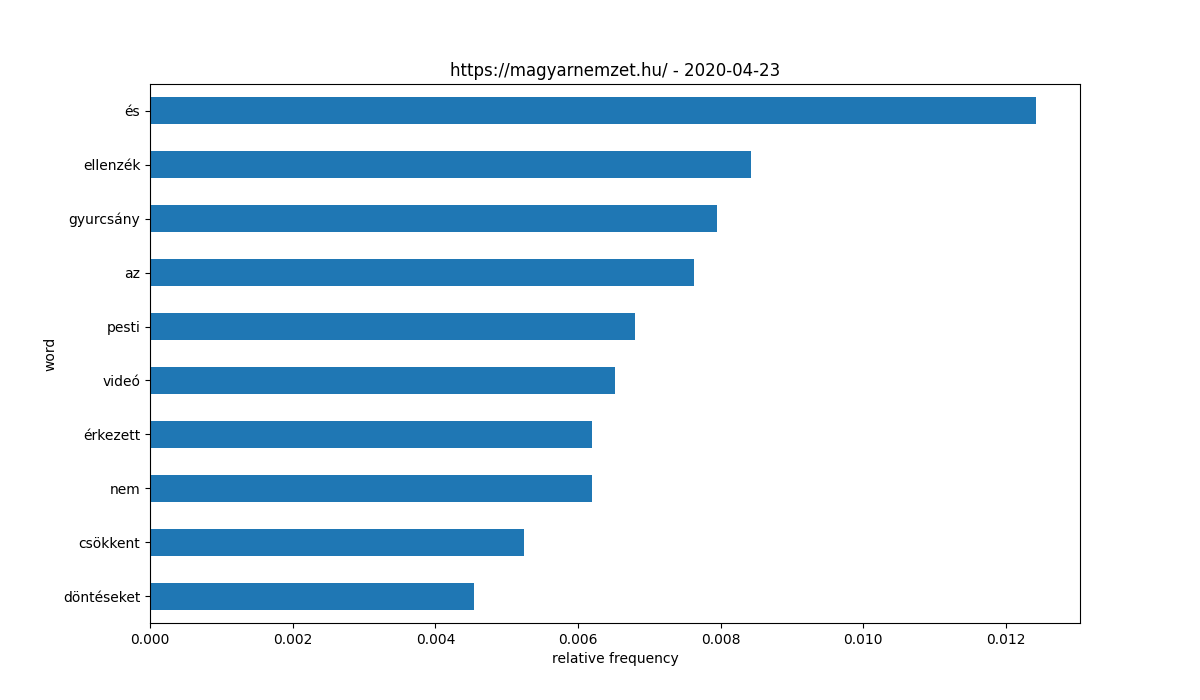 https://magyarnemzet.hu/ - 2020-04-23
és
ellenzék
gyurcsány
az
pesti
videó
érkezett
nem
csökkent
döntéseket
word
0.000 0.002 0.004 0.006 0.008 0.010 0.012
relative frequency